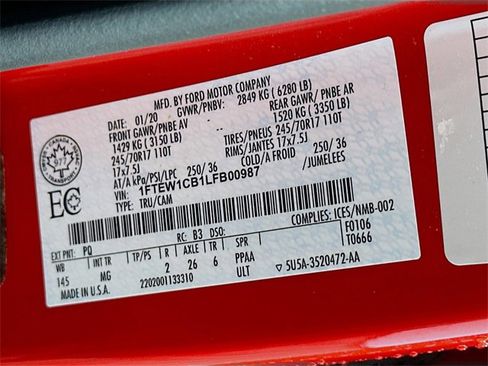 MFD. BY FORD MOTOR COMPANY
DATE: 01/20 GVWR/PNBV: 2849 KG ( 6280 LB)
FRONT GAWR/PNBE AV REAR GAWR/ PNBE AR
1429 KG ( 3150 LB) 1520 KG ( 3350 LB)
245/70R17 110T TIRES/PNEUS 245/70R17 110T
17x7.5J RIMS/JANTES 17x7.5J
AT/A kPa/PSI/LPC 250/ 36 COLD/A FROID 250/ 36
VIN: 1FTEW1CB1LFB00987 /JUMELEES
TYPE: TRU/CAM
CANADA
977
TRANSPORT
EC
COMPLIES: ICES/NMB-002
EXT PNT: PQ RC: B3 DSO: F0106
WB INT TR TP/PS R AXLE TR SPR T0666
145 MG 2 26 6 PPAA
MADE IN U.S.A. 2202001133310 ULT ▽ 5U5A-3520472-AA